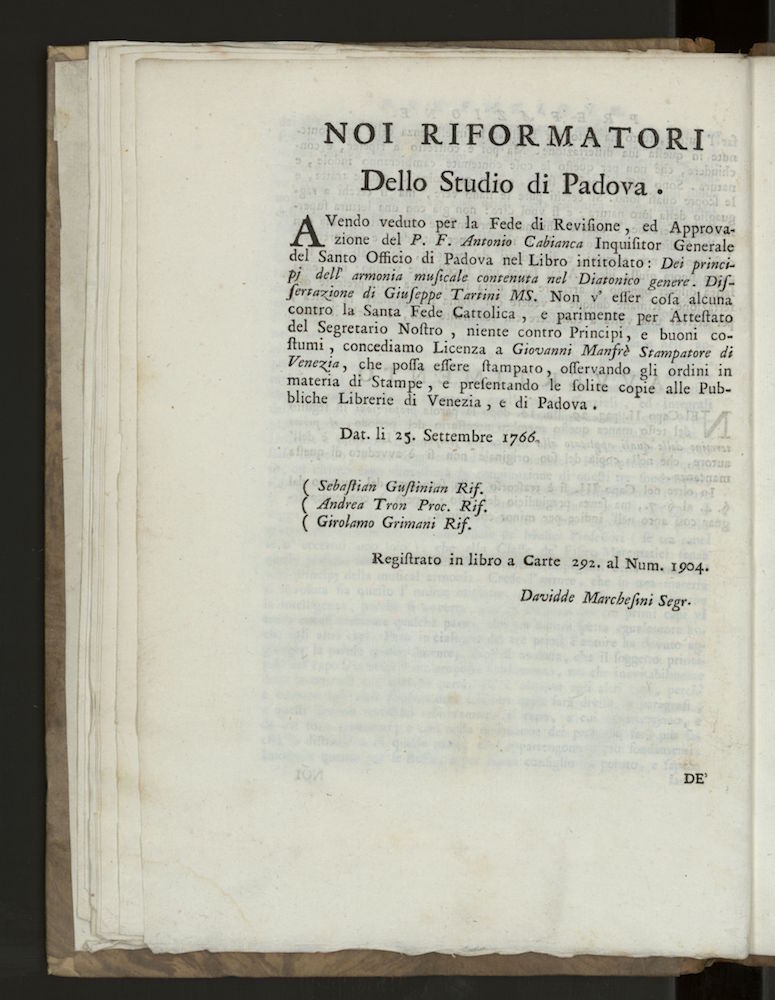 NOI RIFORMATORI
Dello Studio di Padova .
AVendo veduto per la Fede di Reviſione , ed Approva-
zione del P. F. Antonio Cabianca Inquiſitor Generale
del Santo Officio di Padova nel Libro intitolato : Dei princi-
pj dell' armonia muſicale contenuta nel Diatonico genere . Diſ-
ſertazione di Giuſeppe Tartini MS. Non v' eſſer coſa alcuna
contro la Santa Fede Cattolica , e parimente per Atteſtato
del Segretario Noſtro , niente contro Principi , e buoni co-
ſtumi , concediamo Licenza a Giovanni Manfrè Stampatore di
Venezia , che poſſa eſſere ſtampato , oſſervando gli ordini in
materia di Stampe , e preſentando le ſolite copie alle Pub-
bliche Librerie di Venezia , e di Padova .
Dat. li 25. Settembre 1766.
( Sebaſtian Guſtinian Rif.
( Andrea Tron Proc. Rif.
( Girolamo Grimani Rif.
Regiſtrato in libro a Carte 292. al Num. 1904.
Davidde Marcheſini Segr.
DE'